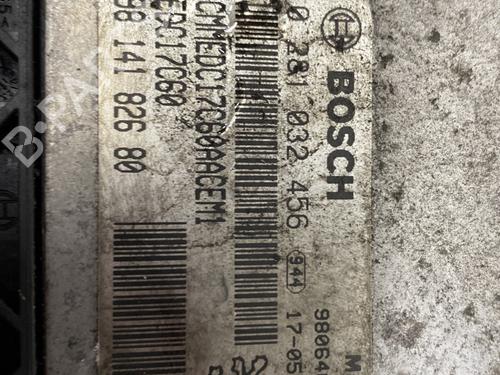 BOSCH
0 281 032 456 944 17-05
CMMEDC17C60AACEM1
EDC17C60
98 141 826 80
98064
M